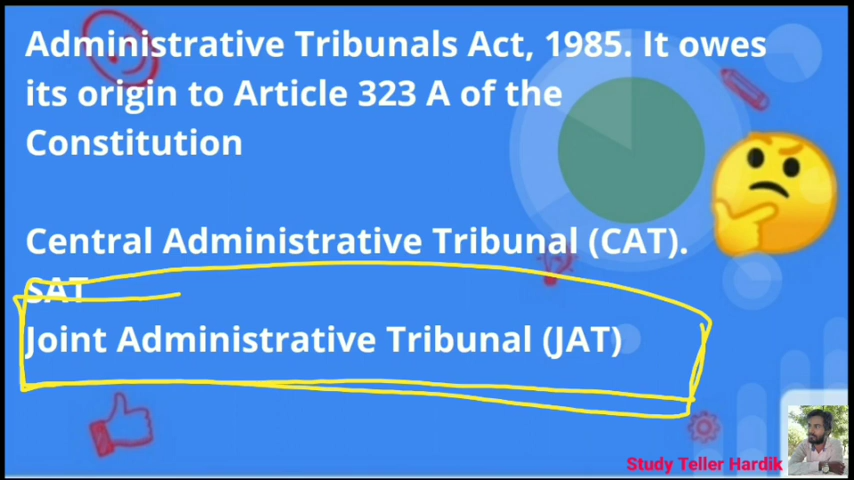 Administrative Tribunals Act, 1985. It owes
its origin to Article 323 A of the
Constitution
Central Administrative Tribunal (CAT).
SAT
Joint Administrative Tribunal (JAT)
Study Teller Hardik